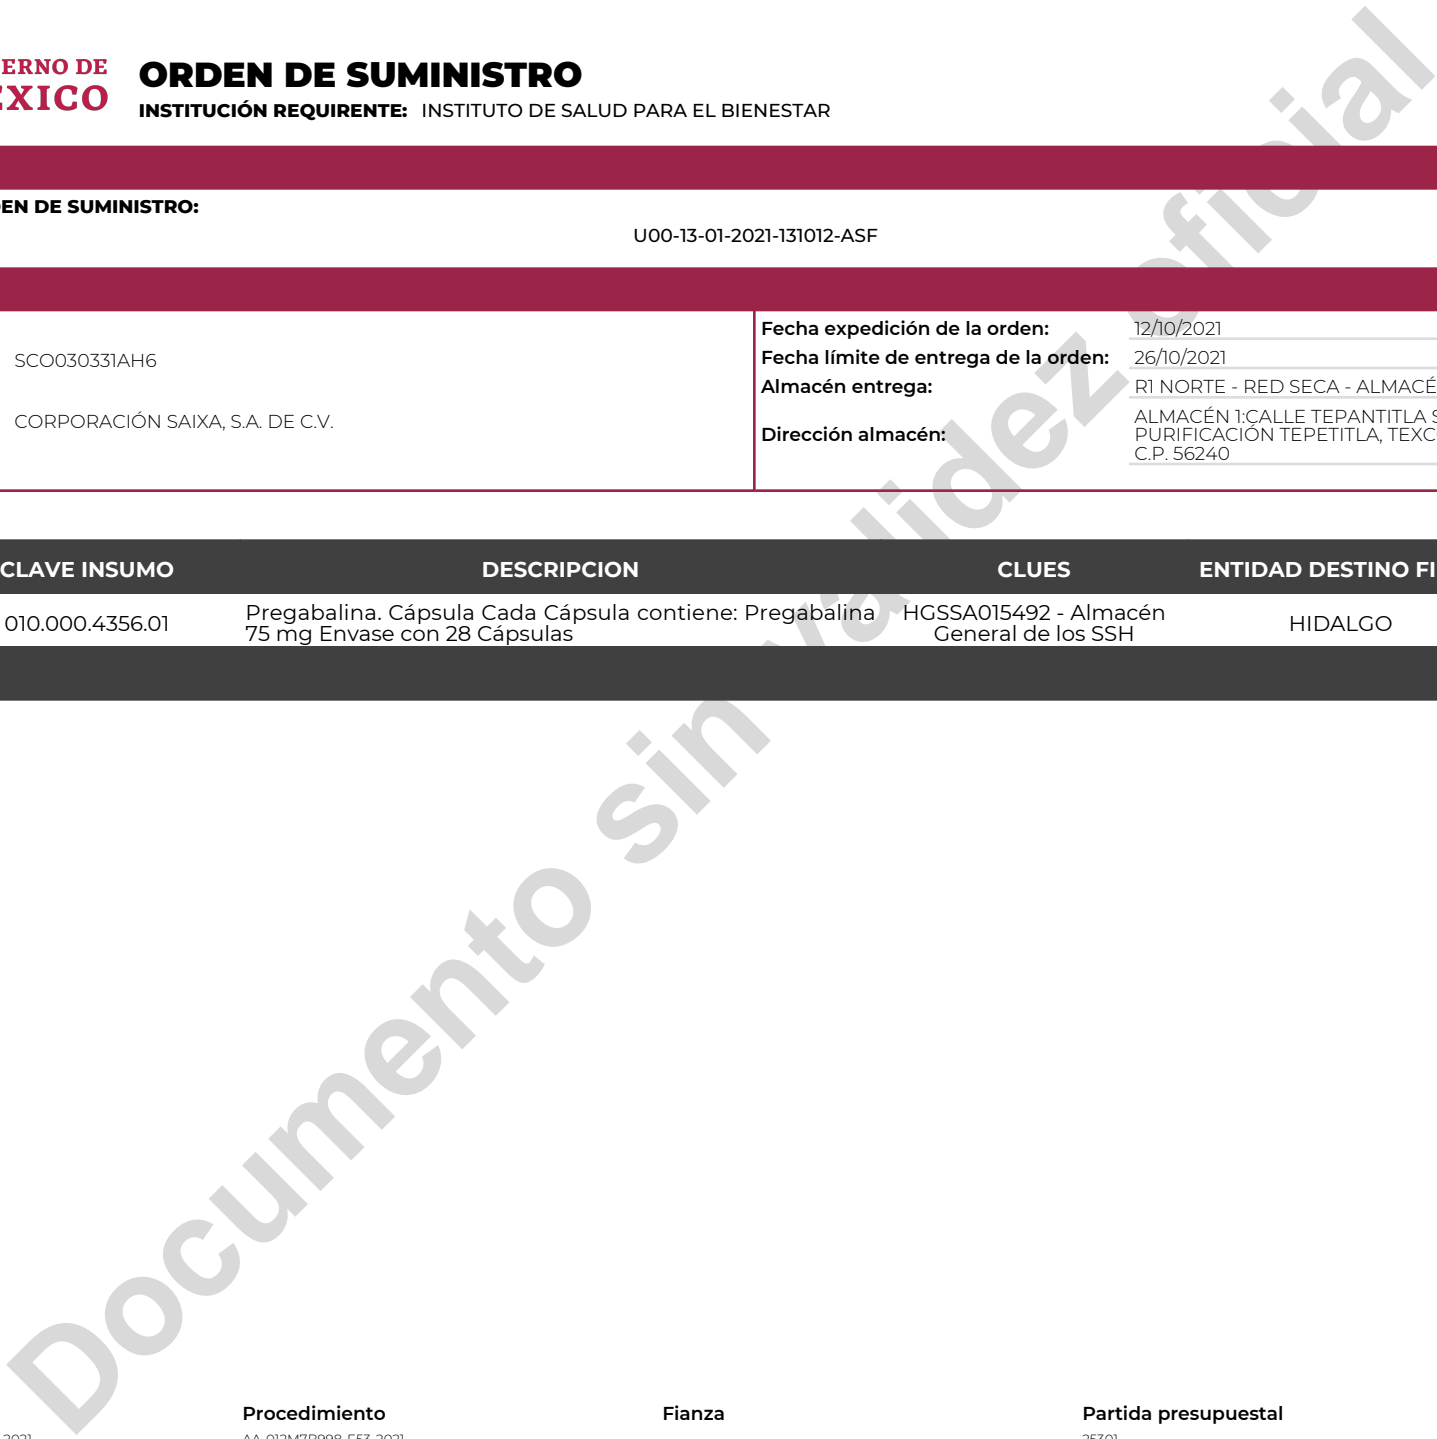 ERNO DE
ORDEN DE SUMINISTRO
XICO
INSTITUCIÓN REQUIRENTE: INSTITUTO DE SALUD PARA EL BIENESTAR
EN DE SUMINISTRO:
U00-13-01-2021-131012-ASF
SCO030331AH6
CORPORACIÓN SAIXA, S.A. DE C.V.
Fecha expedición de la orden: 12/10/2021
Fecha límite de entrega de la orden: 26/10/2021
Almacén entrega: R1 NORTE - RED SECA - ALMACÉ
Dirección almacén: ALMACÉN 1:CALLE TEPANTITLA S
PURIFICACIÓN TEPETITLA, TEXC
C.P. 56240
CLAVE INSUMO DESCRIPCION CLUES ENTIDAD DESTINO FI
010.000.4356.01
Pregabalina. Cápsula Cada Cápsula contiene: Pregabalina
75 mg Envase con 28 Cápsulas
HGSSA015492 - Almacén
General de los SSH
HIDALGO
Documento sin validez oficial
Procedimiento Fianza Partida presupuestal